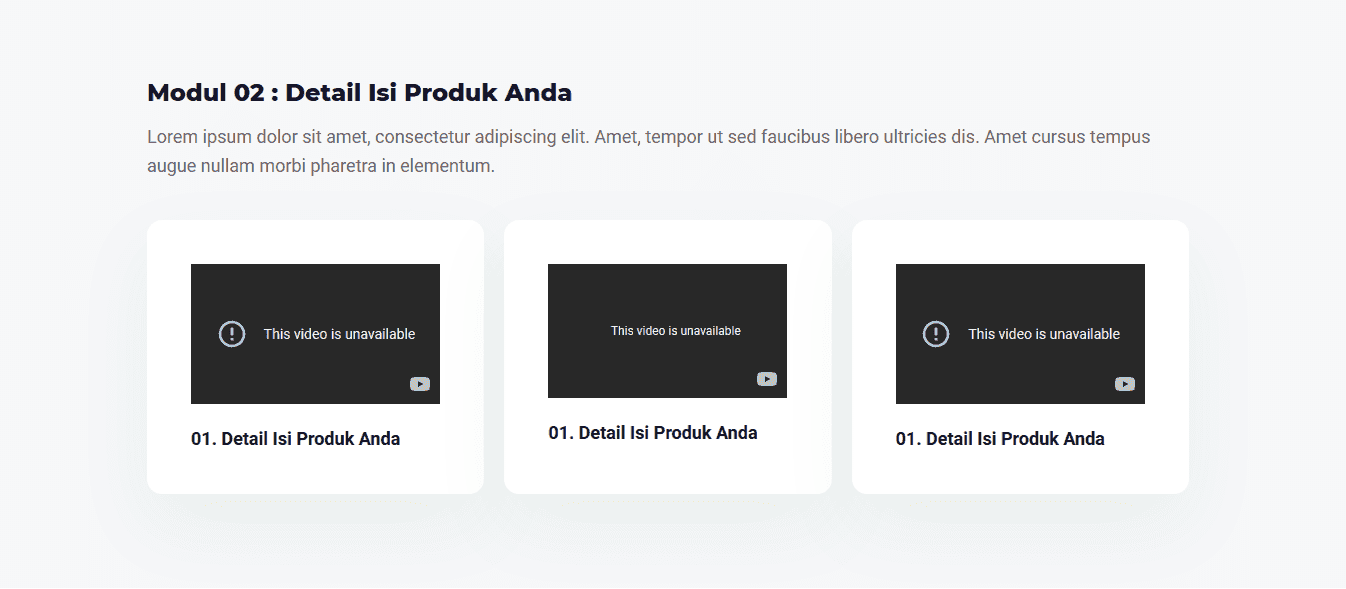 Modul 02 : Detail Isi Produk Anda
Lorem ipsum dolor sit amet, consectetur adipiscing elit. Amet, tempor ut sed faucibus libero ultricies dis. Amet cursus tempus
augue nullam morbi pharetra in elementum.
This video is unavailable
01. Detail Isi Produk Anda
This video is unavailable
01. Detail Isi Produk Anda
This video is unavailable
01. Detail Isi Produk Anda